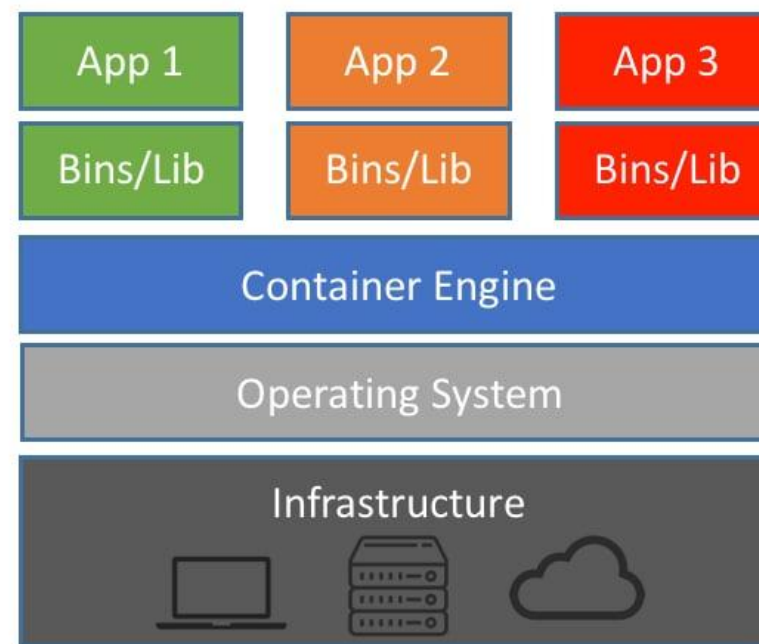 App 1
App 2
App 3
Bins/Lib
Bins/Lib
Bins/Lib
Container Engine
Operating System
Infrastructure